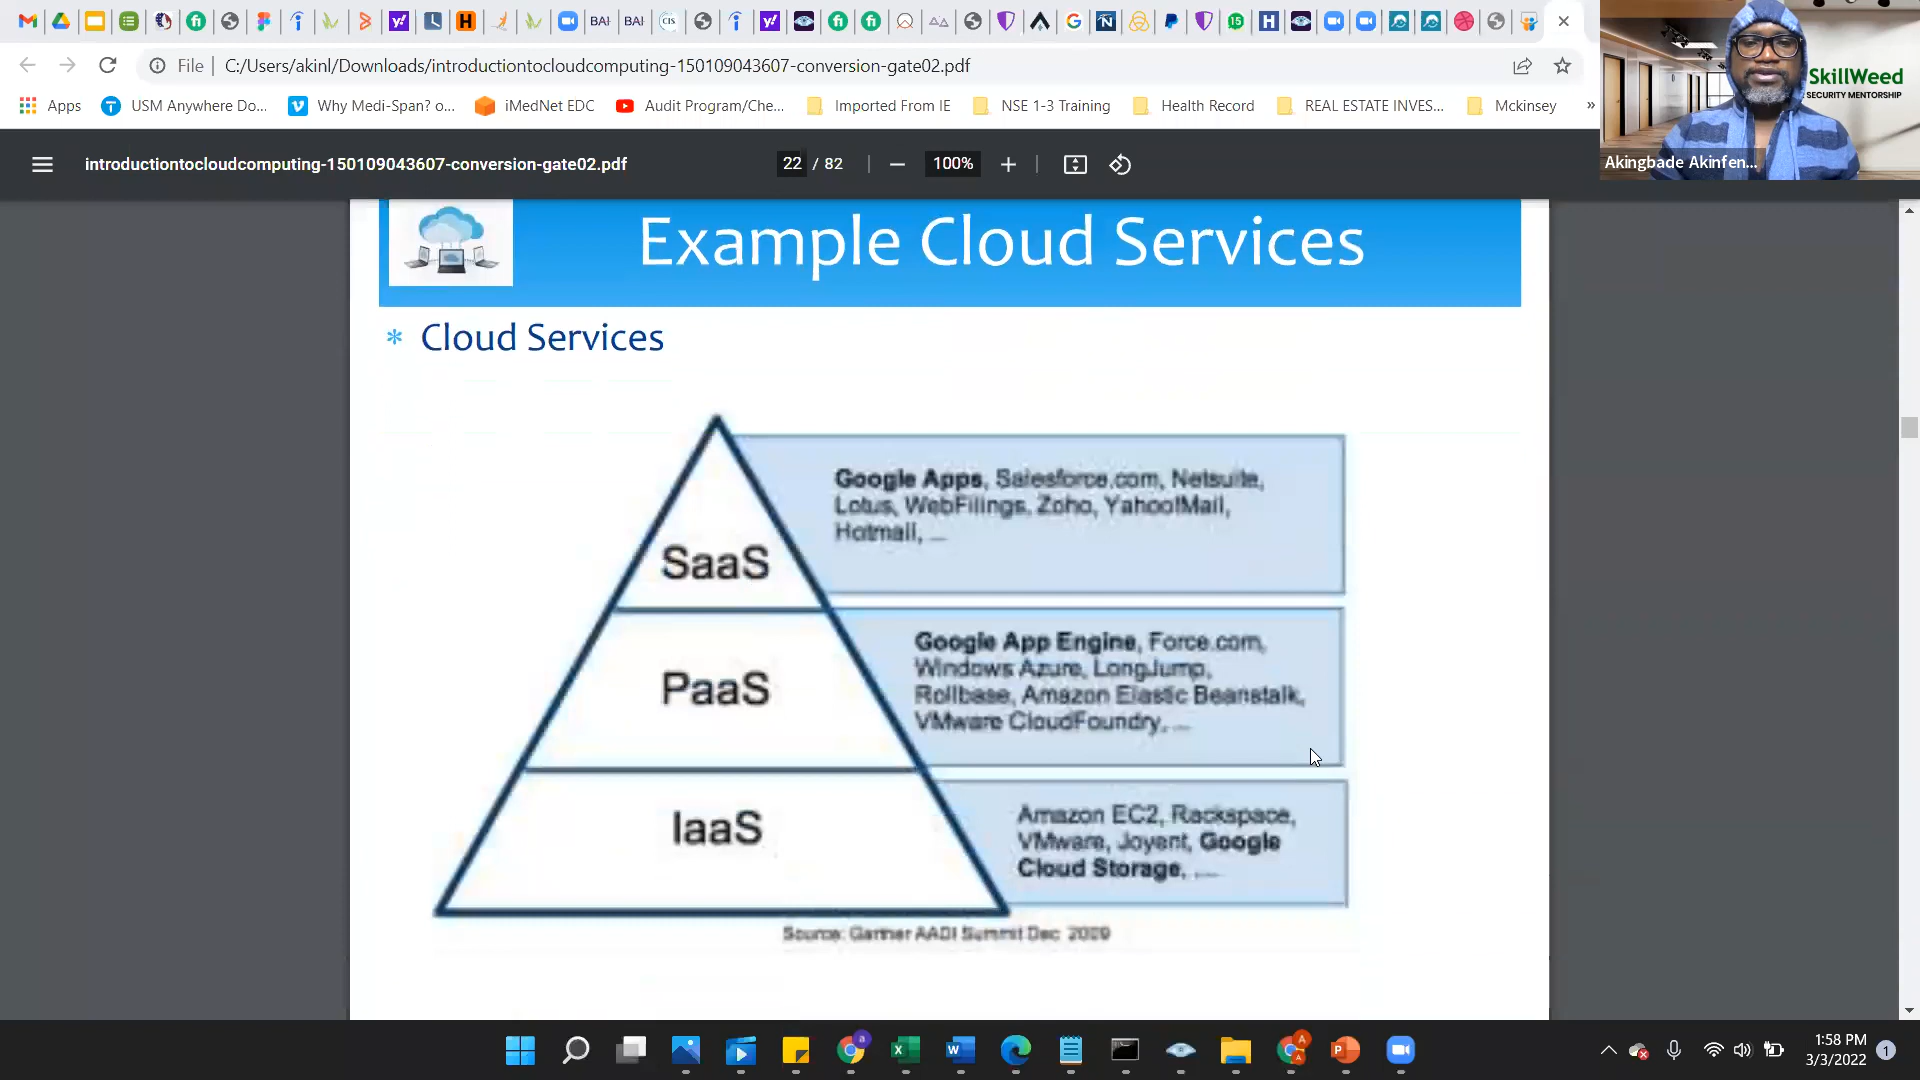 File
C:/Users/akinl/Downloads/introductiontocloudcomputing-150109043607-conversion-gate02.pdf
Apps
USM Anywhere Do...
Why Medi-Span? o...
iMedNet EDC
Audit Program/Che...
Imported From IE
NSE 1-3 Training
Health Record
REAL ESTATE INVES...
Mckinsey
»
SkillWeed
SECURITY MENTORSHIP
Akingbade Akinfen...
introductiontocloudcomputing-150109043607-conversion-gate02.pdf
22 / 82
100%
Example Cloud Services
* Cloud Services
Google Apps, Salesforce.com, Netsuite,
Lotus, WebFilings, Zoho, Yahoo!Mail,
Hotmail, ...
SaaS
Google App Engine, Force.com,
Windows Azure, LongJump,
Rollbase, Amazon Elastic Beanstalk,
VMware CloudFoundry, ...
PaaS
Amazon EC2, Rackspace,
VMware, Joyent, Google
Cloud Storage, ....
IaaS
Source: Gartner AADI Summit Dec 2009
1:58 PM
3/3/2022
1